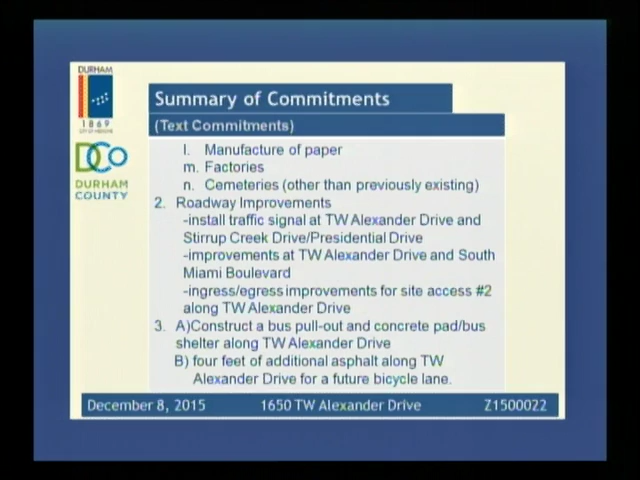 DURHAM
1869
CITY OF MEDICINE
DCo
DURHAM
COUNTY
Summary of Commitments
(Text Commitments)
l. Manufacture of paper
m. Factories
n. Cemeteries (other than previously existing)
2. Roadway Improvements
-install traffic signal at TW Alexander Drive and
Stirrup Creek Drive/Presidential Drive
-improvements at TW Alexander Drive and South
Miami Boulevard
-ingress/egress improvements for site access #2
along TW Alexander Drive
3. A)Construct a bus pull-out and concrete pad/bus
shelter along TW Alexander Drive
B) four feet of additional asphalt along TW
Alexander Drive for a future bicycle lane.
December 8, 2015 1650 TW Alexander Drive Z1500022